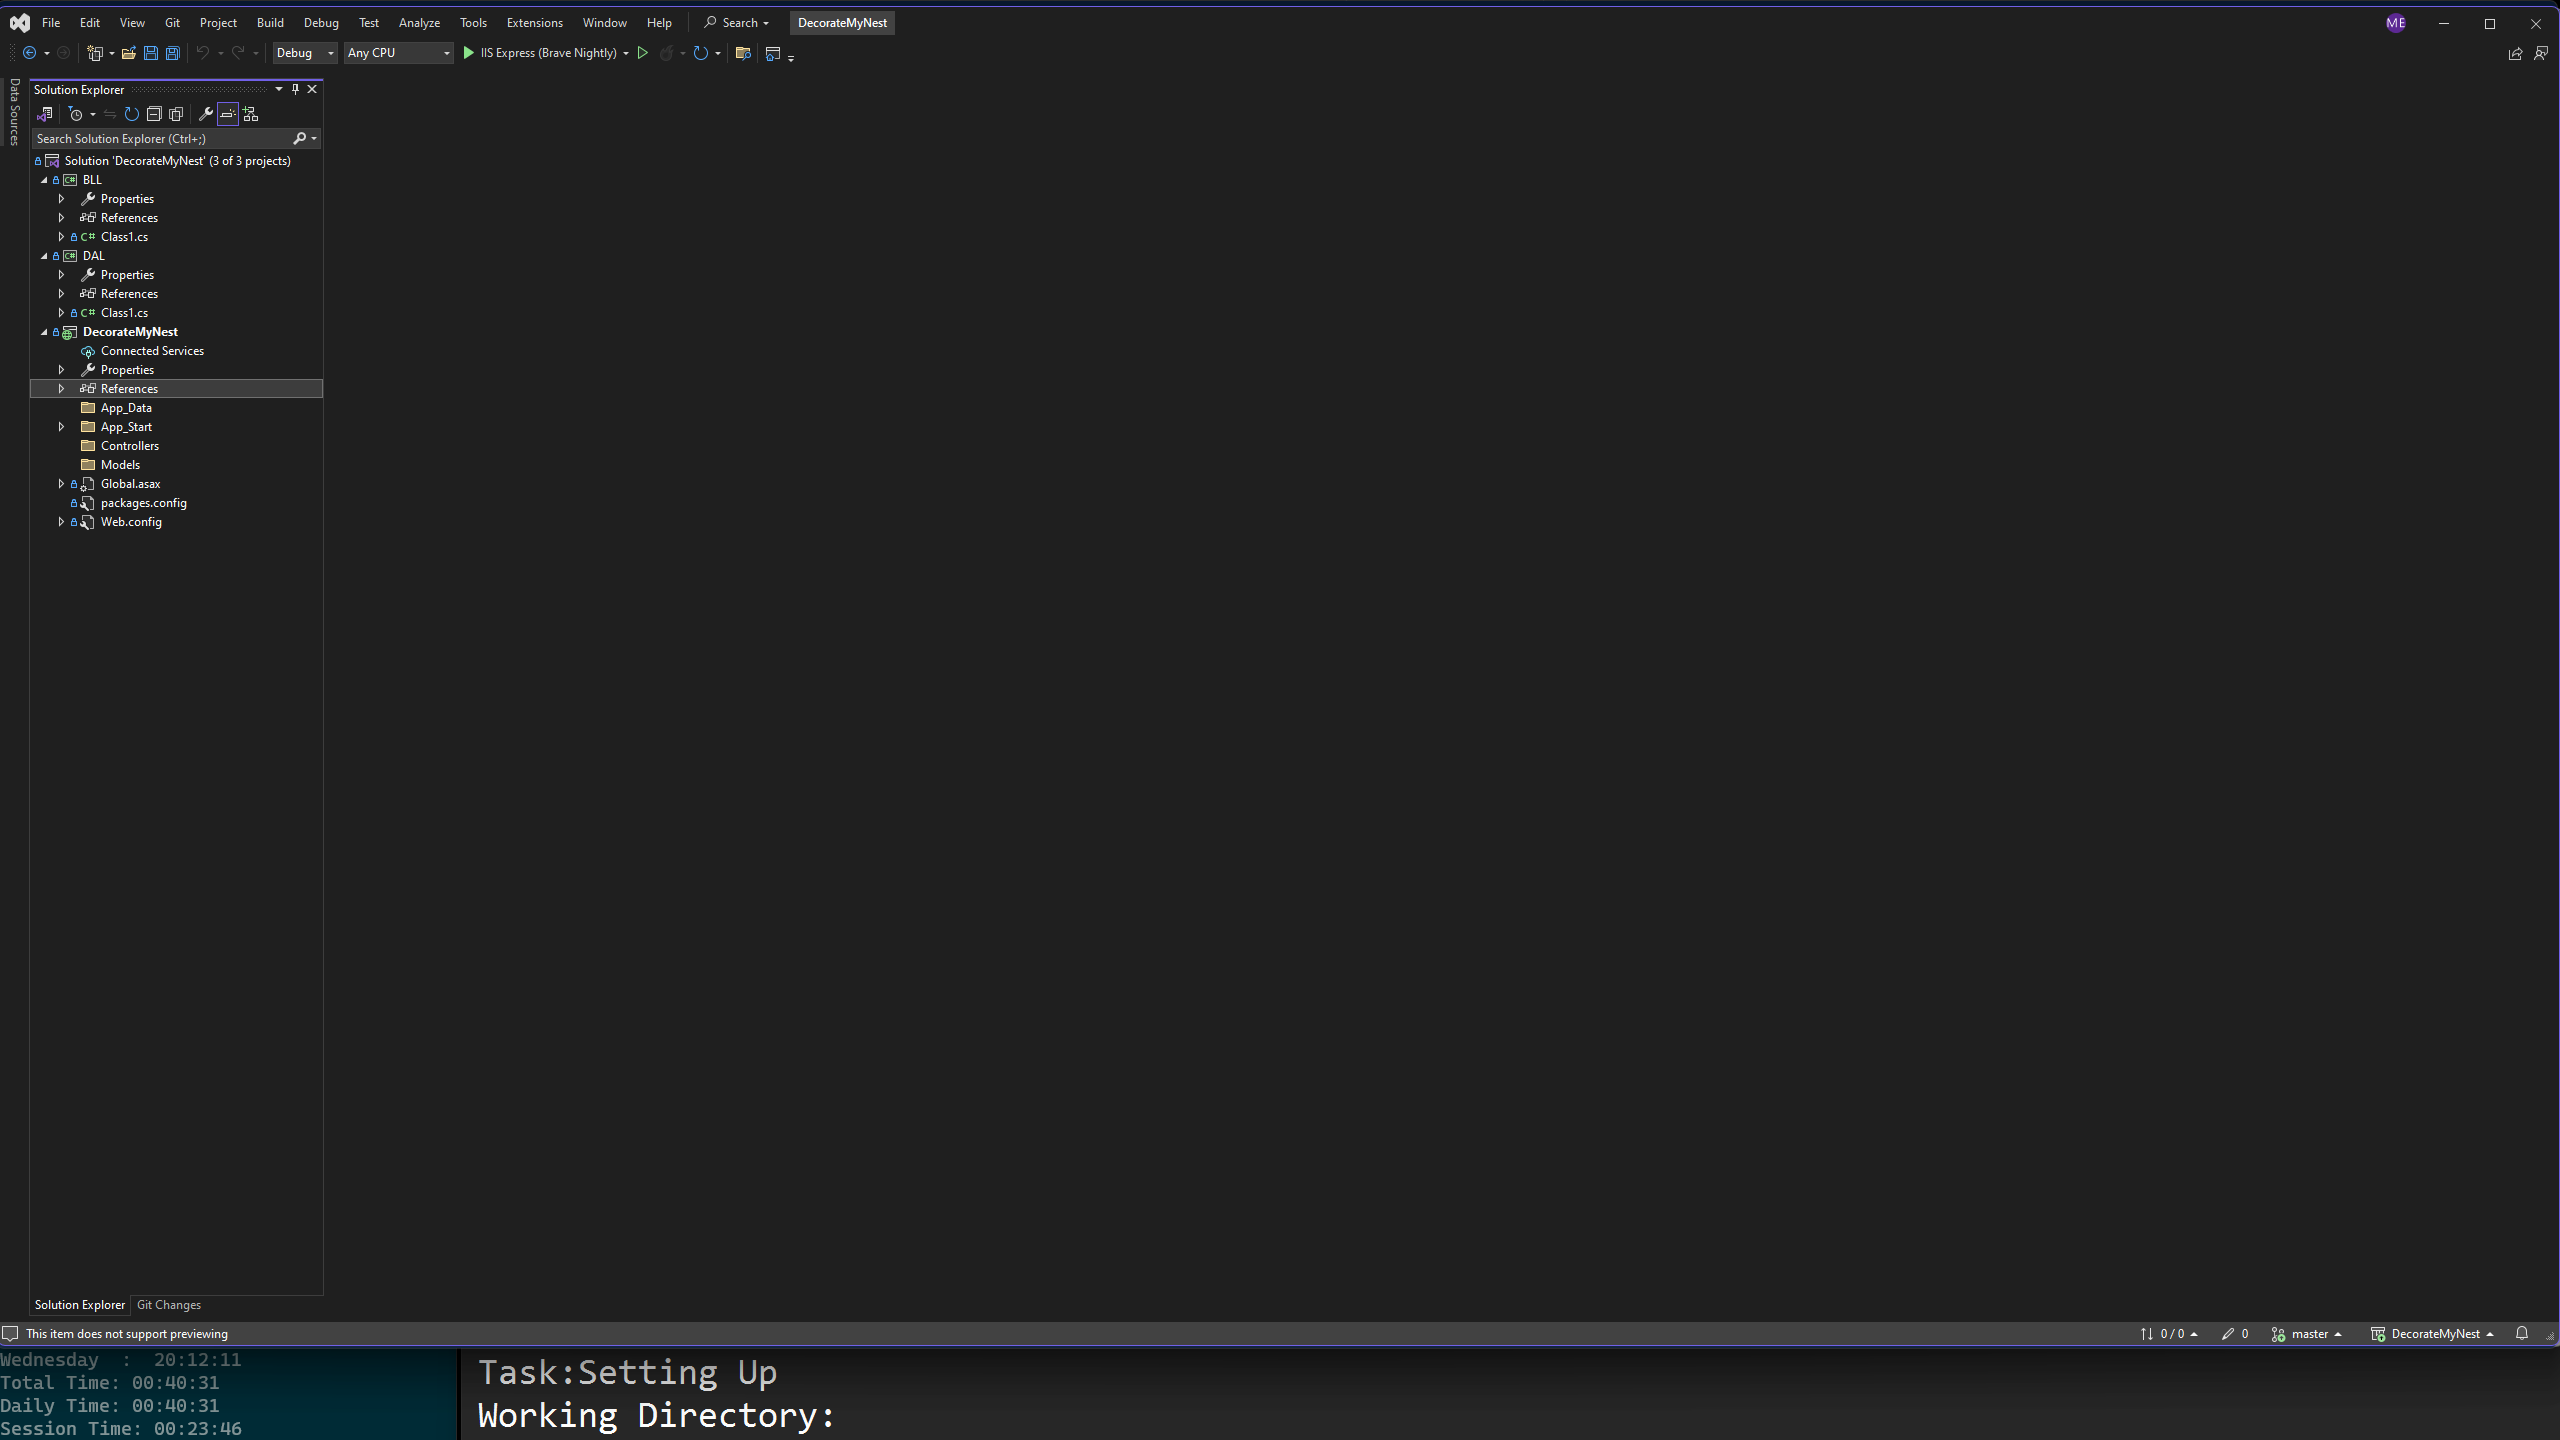 File Edit View Git Project Build Debug Test Analyze Tools Extensions Window Help Search DecorateMyNest ME
Debug Any CPU IIS Express (Brave Nightly)
Data Sources
Solution Explorer
Search Solution Explorer (Ctrl+;)
Solution 'DecorateMyNest' (3 of 3 projects)
C# BLL
Properties
References
C# Class1.cs
C# DAL
Properties
References
C# Class1.cs
DecorateMyNest
Connected Services
Properties
References
App_Data
App_Start
Controllers
Models
Global.asax
packages.config
Web.config
Solution Explorer Git Changes
This item does not support previewing 0 / 0 0 master DecorateMyNest
Wednesday : 20:12:11
Total Time: 00:40:31
Daily Time: 00:40:31
Session Time: 00:23:46
Task:Setting Up
Working Directory: